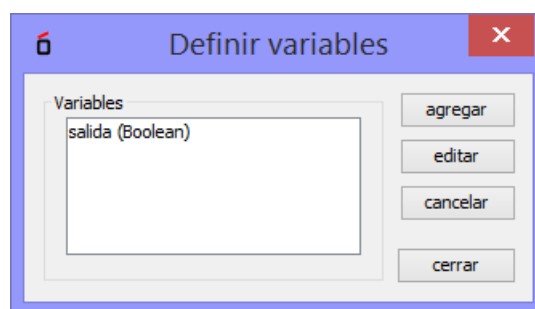 Definir variables
Variables
salida (Boolean)
agregar
editar
cancelar
cerrar